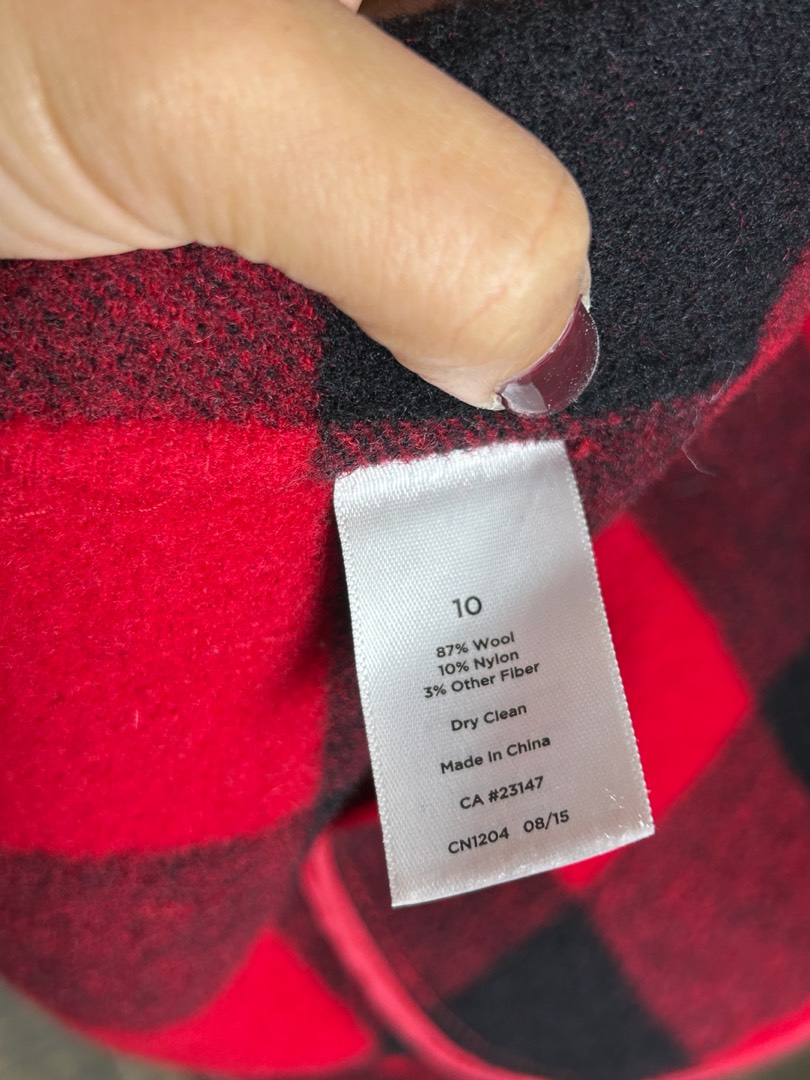 10
87% Wool
10% Nylon
3% Other Fiber
Dry Clean
Made In China
CA #23147
CN1204 08/15